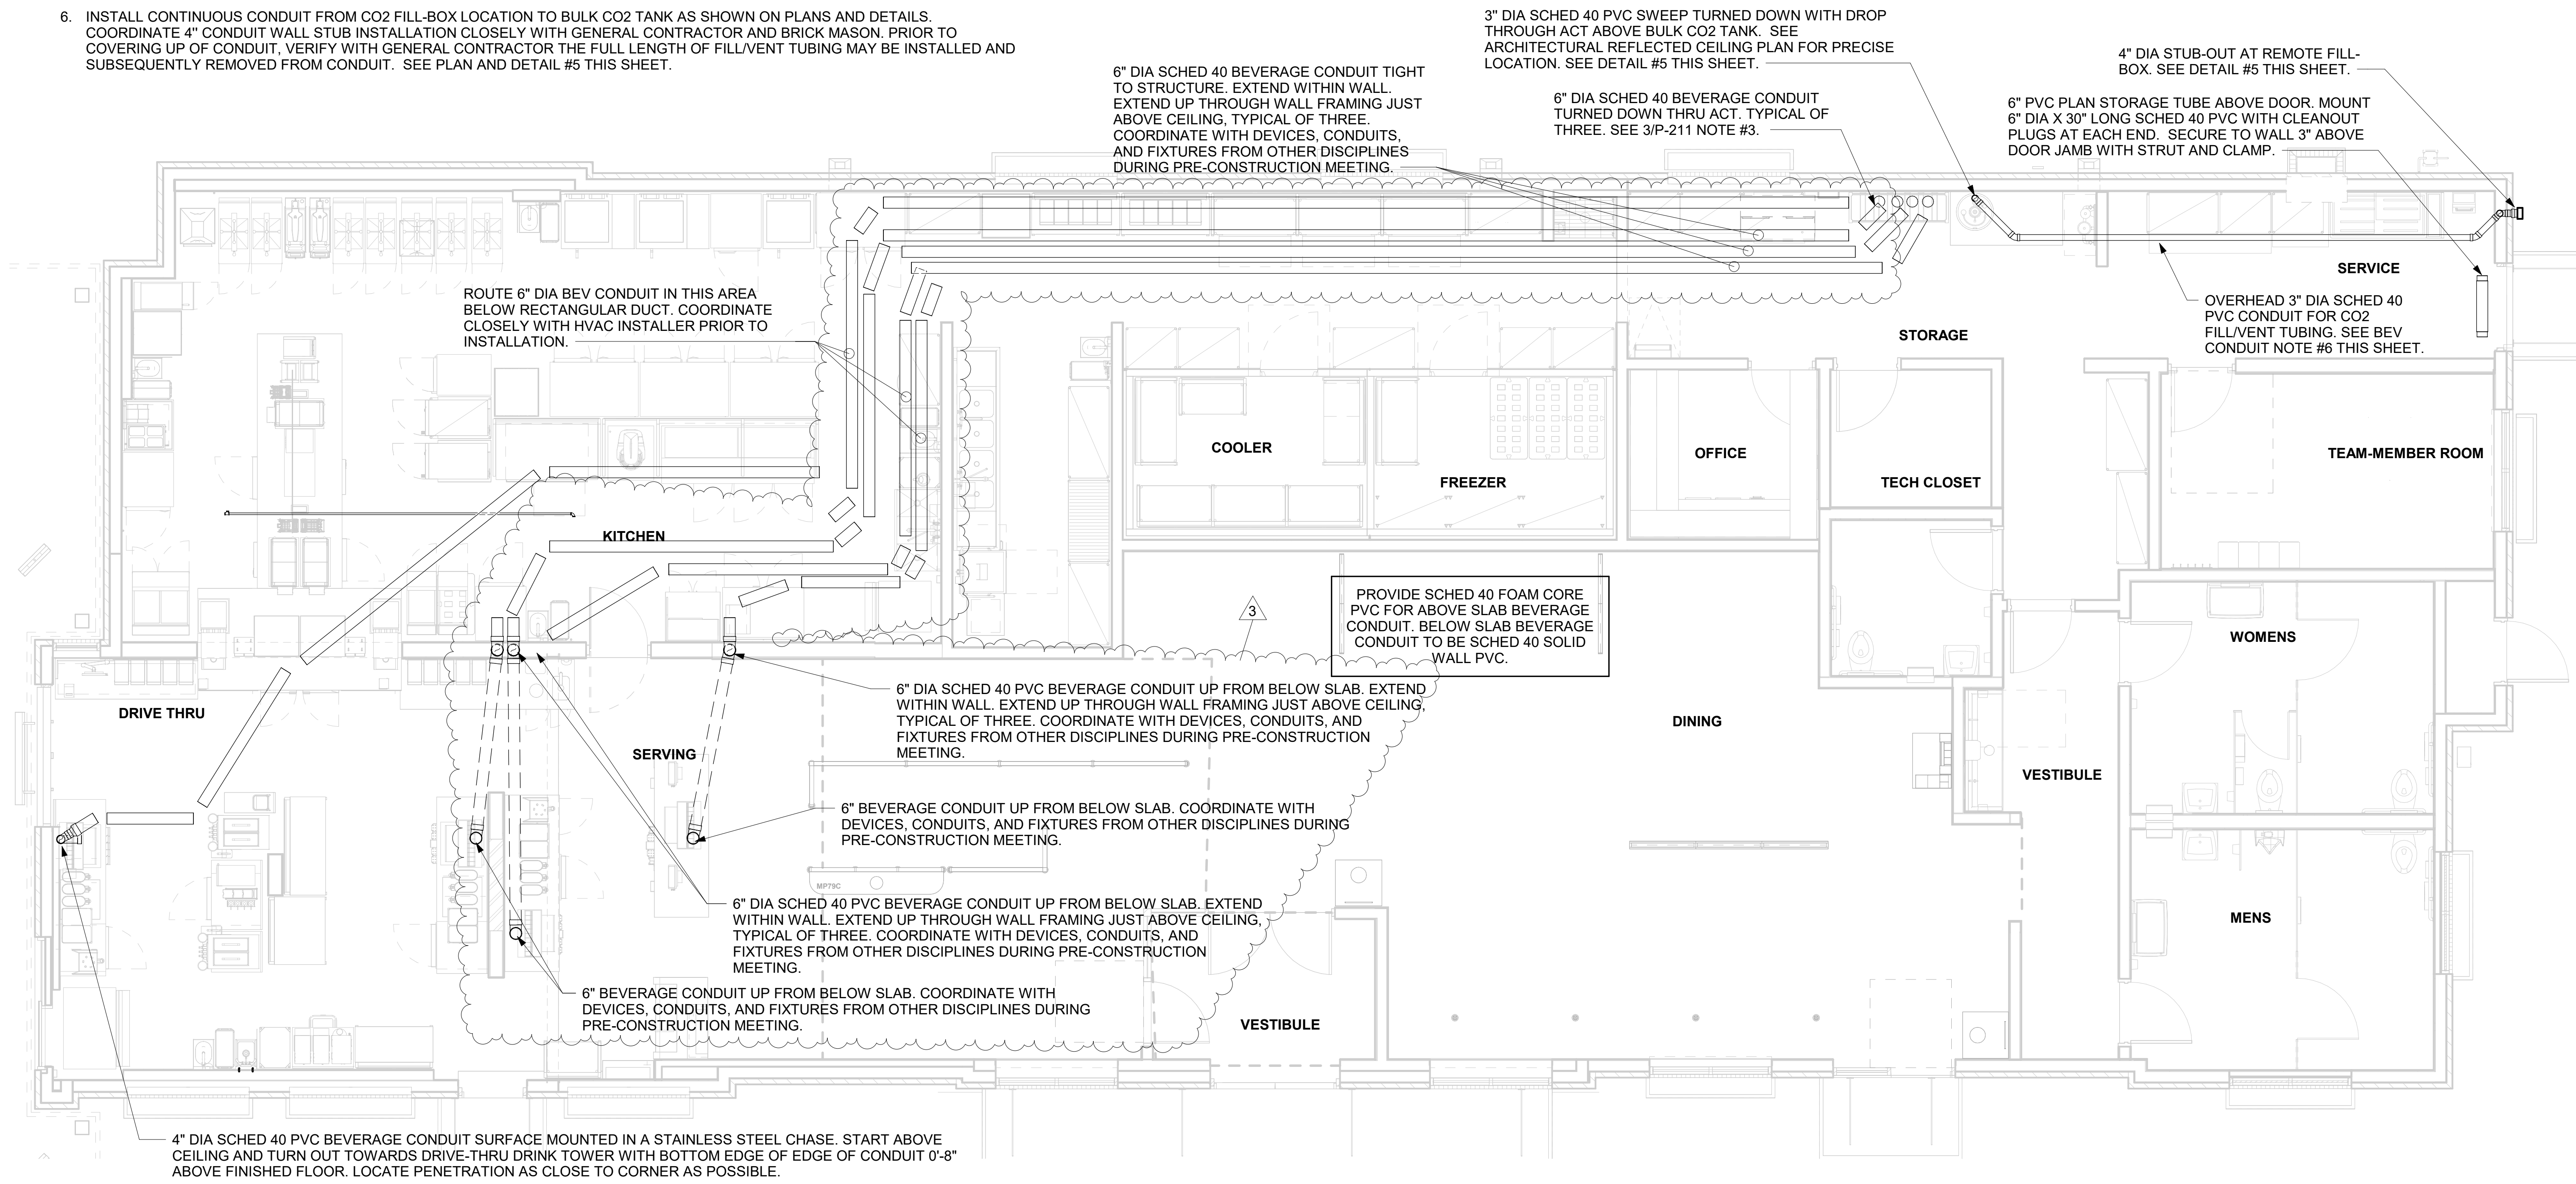 6. INSTALL CONTINUOUS CONDUIT FROM CO2 FILL-BOX LOCATION TO BULK CO2 TANK AS SHOWN ON PLANS AND DETAILS.
COORDINATE 4" CONDUIT WALL STUB INSTALLATION CLOSELY WITH GENERAL CONTRACTOR AND BRICK MASON. PRIOR TO
COVERING UP OF CONDUIT, VERIFY WITH GENERAL CONTRACTOR THE FULL LENGTH OF FILL/VENT TUBING MAY BE INSTALLED AND
SUBSEQUENTLY REMOVED FROM CONDUIT. SEE PLAN AND DETAIL #5 THIS SHEET.
6" DIA SCHED 40 BEVERAGE CONDUIT TIGHT
TO STRUCTURE. EXTEND WITHIN WALL.
EXTEND UP THROUGH WALL FRAMING JUST
ABOVE CEILING, TYPICAL OF THREE.
COORDINATE WITH DEVICES, CONDUITS,
AND FIXTURES FROM OTHER DISCIPLINES
DURING PRE-CONSTRUCTION MEETING.
3" DIA SCHED 40 PVC SWEEP TURNED DOWN WITH DROP
THROUGH ACT ABOVE BULK CO2 TANK. SEE
ARCHITECTURAL REFLECTED CEILING PLAN FOR PRECISE
LOCATION. SEE DETAIL #5 THIS SHEET.
6" DIA SCHED 40 BEVERAGE CONDUIT
TURNED DOWN THRU ACT. TYPICAL OF
THREE. SEE 3/P-211 NOTE #3.
4" DIA STUB-OUT AT REMOTE FILL-
BOX. SEE DETAIL #5 THIS SHEET.
6" PVC PLAN STORAGE TUBE ABOVE DOOR. MOUNT
6" DIA X 30" LONG SCHED 40 PVC WITH CLEANOUT
PLUGS AT EACH END. SECURE TO WALL 3" ABOVE
DOOR JAMB WITH STRUT AND CLAMP.
ROUTE 6" DIA BEV CONDUIT IN THIS AREA
BELOW RECTANGULAR DUCT. COORDINATE
CLOSELY WITH HVAC INSTALLER PRIOR TO
INSTALLATION.
SERVICE
OVERHEAD 3" DIA SCHED 40
PVC CONDUIT FOR CO2
FILL/VENT TUBING. SEE BEV
CONDUIT NOTE #6 THIS SHEET.
STORAGE
COOLER
FREEZER
OFFICE
TECH CLOSET
TEAM-MEMBER ROOM
KITCHEN
3
PROVIDE SCHED 40 FOAM CORE
PVC FOR ABOVE SLAB BEVERAGE
CONDUIT. BELOW SLAB BEVERAGE
CONDUIT TO BE SCHED 40 SOLID
WALL PVC.
WOMENS
6" DIA SCHED 40 PVC BEVERAGE CONDUIT UP FROM BELOW SLAB. EXTEND
WITHIN WALL. EXTEND UP THROUGH WALL FRAMING JUST ABOVE CEILING,
TYPICAL OF THREE. COORDINATE WITH DEVICES, CONDUITS, AND
FIXTURES FROM OTHER DISCIPLINES DURING PRE-CONSTRUCTION
MEETING.
DRIVE THRU
SERVING
DINING
VESTIBULE
6" BEVERAGE CONDUIT UP FROM BELOW SLAB. COORDINATE WITH
DEVICES, CONDUITS, AND FIXTURES FROM OTHER DISCIPLINES DURING
PRE-CONSTRUCTION MEETING.
MP79C
6" DIA SCHED 40 PVC BEVERAGE CONDUIT UP FROM BELOW SLAB. EXTEND
WITHIN WALL. EXTEND UP THROUGH WALL FRAMING JUST ABOVE CEILING,
TYPICAL OF THREE. COORDINATE WITH DEVICES, CONDUITS, AND
FIXTURES FROM OTHER DISCIPLINES DURING PRE-CONSTRUCTION
MEETING.
MENS
6" BEVERAGE CONDUIT UP FROM BELOW SLAB. COORDINATE WITH
DEVICES, CONDUITS, AND FIXTURES FROM OTHER DISCIPLINES DURING
PRE-CONSTRUCTION MEETING.
VESTIBULE
4" DIA SCHED 40 PVC BEVERAGE CONDUIT SURFACE MOUNTED IN A STAINLESS STEEL CHASE. START ABOVE
CEILING AND TURN OUT TOWARDS DRIVE-THRU DRINK TOWER WITH BOTTOM EDGE OF EDGE OF CONDUIT 0'-8"
ABOVE FINISHED FLOOR. LOCATE PENETRATION AS CLOSE TO CORNER AS POSSIBLE.